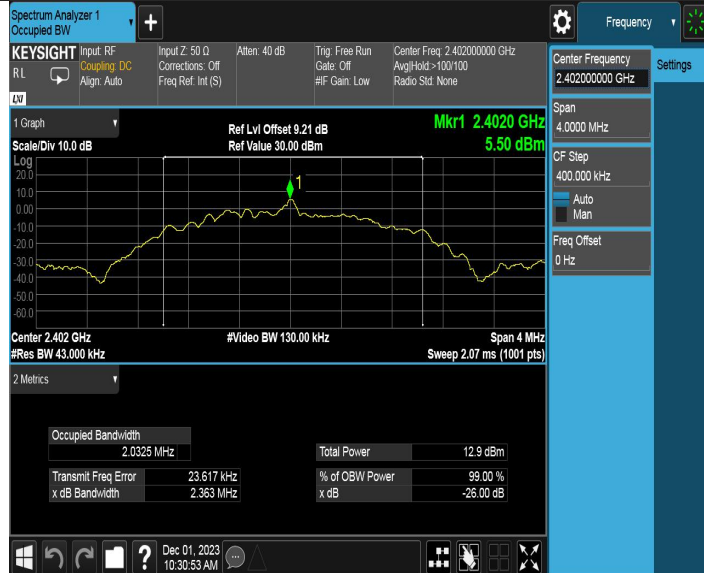 Spectrum Analyzer 1
Occupied BW
Frequency
KEYSIGHT
RL
LXI
Input: RF
Coupling: DC
Align: Auto
Input Z: 50 Ω
Corrections: Off
Freq Ref: Int (S)
Atten: 40 dB
Trig: Free Run
Gate: Off
#IF Gain: Low
Center Freq: 2.402000000 GHz
Avg|Hold:>100/100
Radio Std: None
Center Frequency
2.402000000 GHz
Settings
Span
4.0000 MHz
CF Step
400.000 kHz
Auto
Man
Freq Offset
0 Hz
1 Graph
Scale/Div 10.0 dB
Ref Lvl Offset 9.21 dB
Ref Value 30.00 dBm
Mkr1 2.4020 GHz
5.50 dBm
Log
20.0
10.0
0.00
-10.0
-20.0
-30.0
-40.0
-50.0
-60.0
1
Center 2.402 GHz
#Video BW 130.00 kHz
Span 4 MHz
#Res BW 43.000 kHz
Sweep 2.07 ms (1001 pts)
2 Metrics
Occupied Bandwidth
2.0325 MHz
Total Power 12.9 dBm
Transmit Freq Error 23.617 kHz
% of OBW Power 99.00 %
x dB Bandwidth 2.363 MHz
x dB -26.00 dB
?
Dec 01, 2023
10:30:53 AM